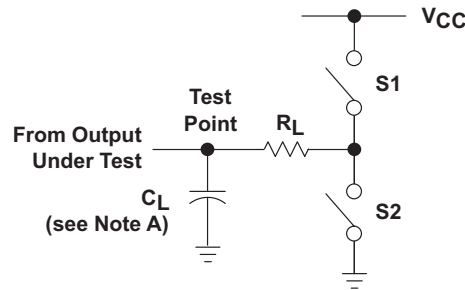 VCC
S1
Test
Point
RL
From Output
Under Test
CL
(see Note A)
S2